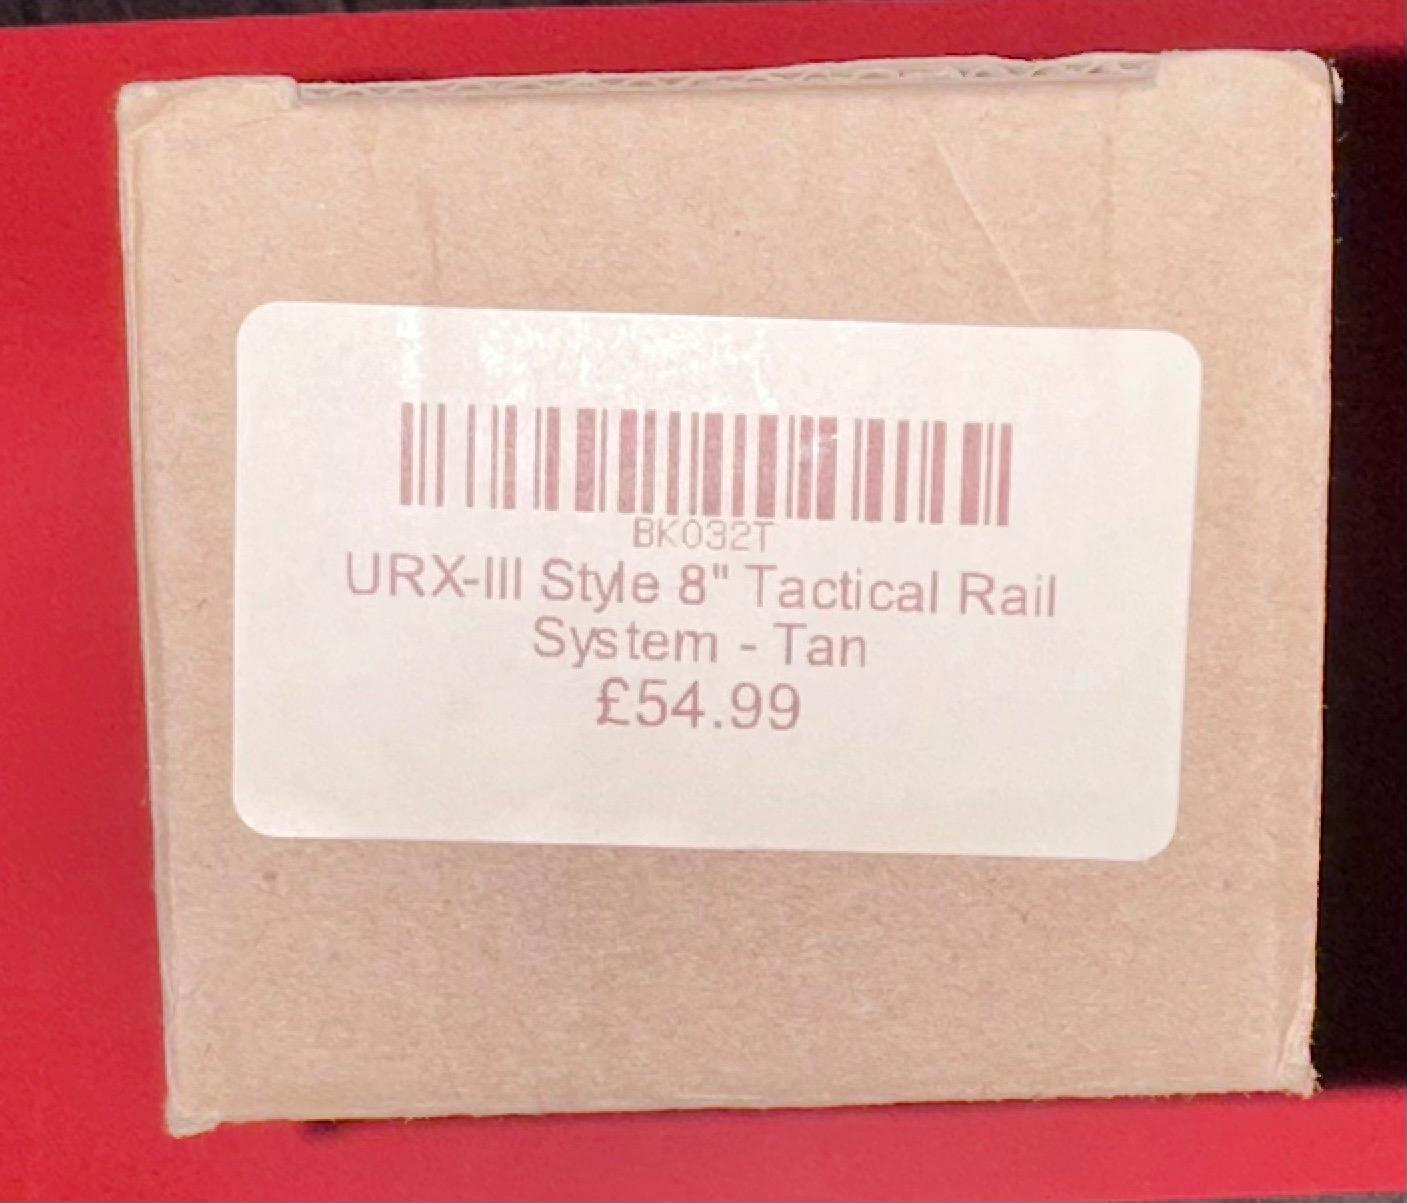 BK032T
URX-III Style 8" Tactical Rail
System - Tan
£54.99